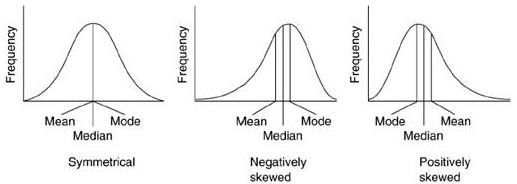 Frequency
Mean
Mode
Median
Symmetrical
Frequency
Mean
Mode
Median
Negatively
skewed
Frequency
Mode
Mean
Median
Positively
skewed